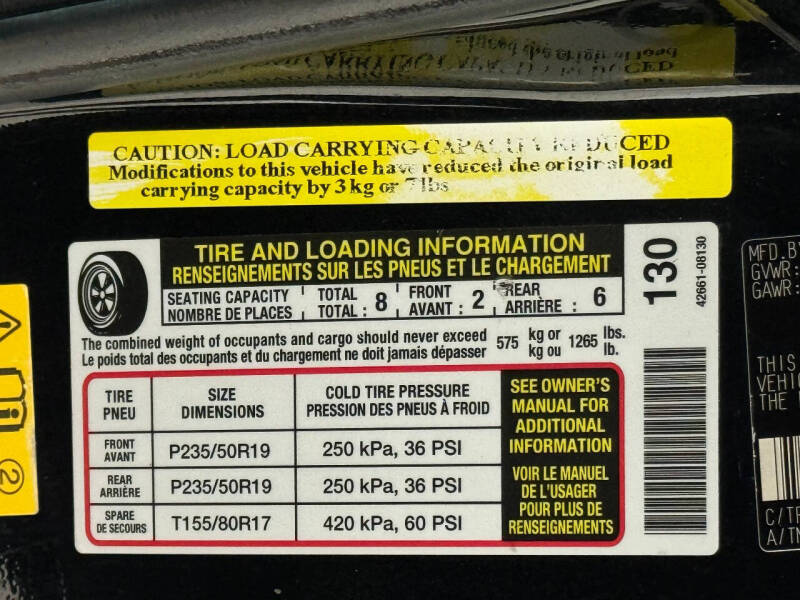 CAUTION: LOAD CARRYING CAPACITY REDUCED
Modifications to this vehicle have reduced the original load
carrying capacity by 3 kg or 7 lbs
TIRE AND LOADING INFORMATION
RENSEIGNEMENTS SUR LES PNEUS ET LE CHARGEMENT
SEATING CAPACITY TOTAL FRONT REAR
NOMBRE DE PLACES TOTAL : 8 AVANT : 2 ARRIÈRE : 6
The combined weight of occupants and cargo should never exceed 575 kg or 1265 lbs.
Le poids total des occupants et du chargement ne doit jamais dépasser kg ou lb.
TIRE SIZE COLD TIRE PRESSURE
PNEU DIMENSIONS PRESSION DES PNEUS À FROID
FRONT
AVANT P235/50R19 250 kPa, 36 PSI
REAR
ARRIÈRE P235/50R19 250 kPa, 36 PSI
SPARE
DE SECOURS T155/80R17 420 kPa, 60 PSI
SEE OWNER'S
MANUAL FOR
ADDITIONAL
INFORMATION
VOIR LE MANUEL
DE L'USAGER
POUR PLUS DE
RENSEIGNEMENTS
130
42661-08130
MFD.BY
GVWR:
GAWR:
THIS
VEHIC
THE
C/TR
A/TM
2